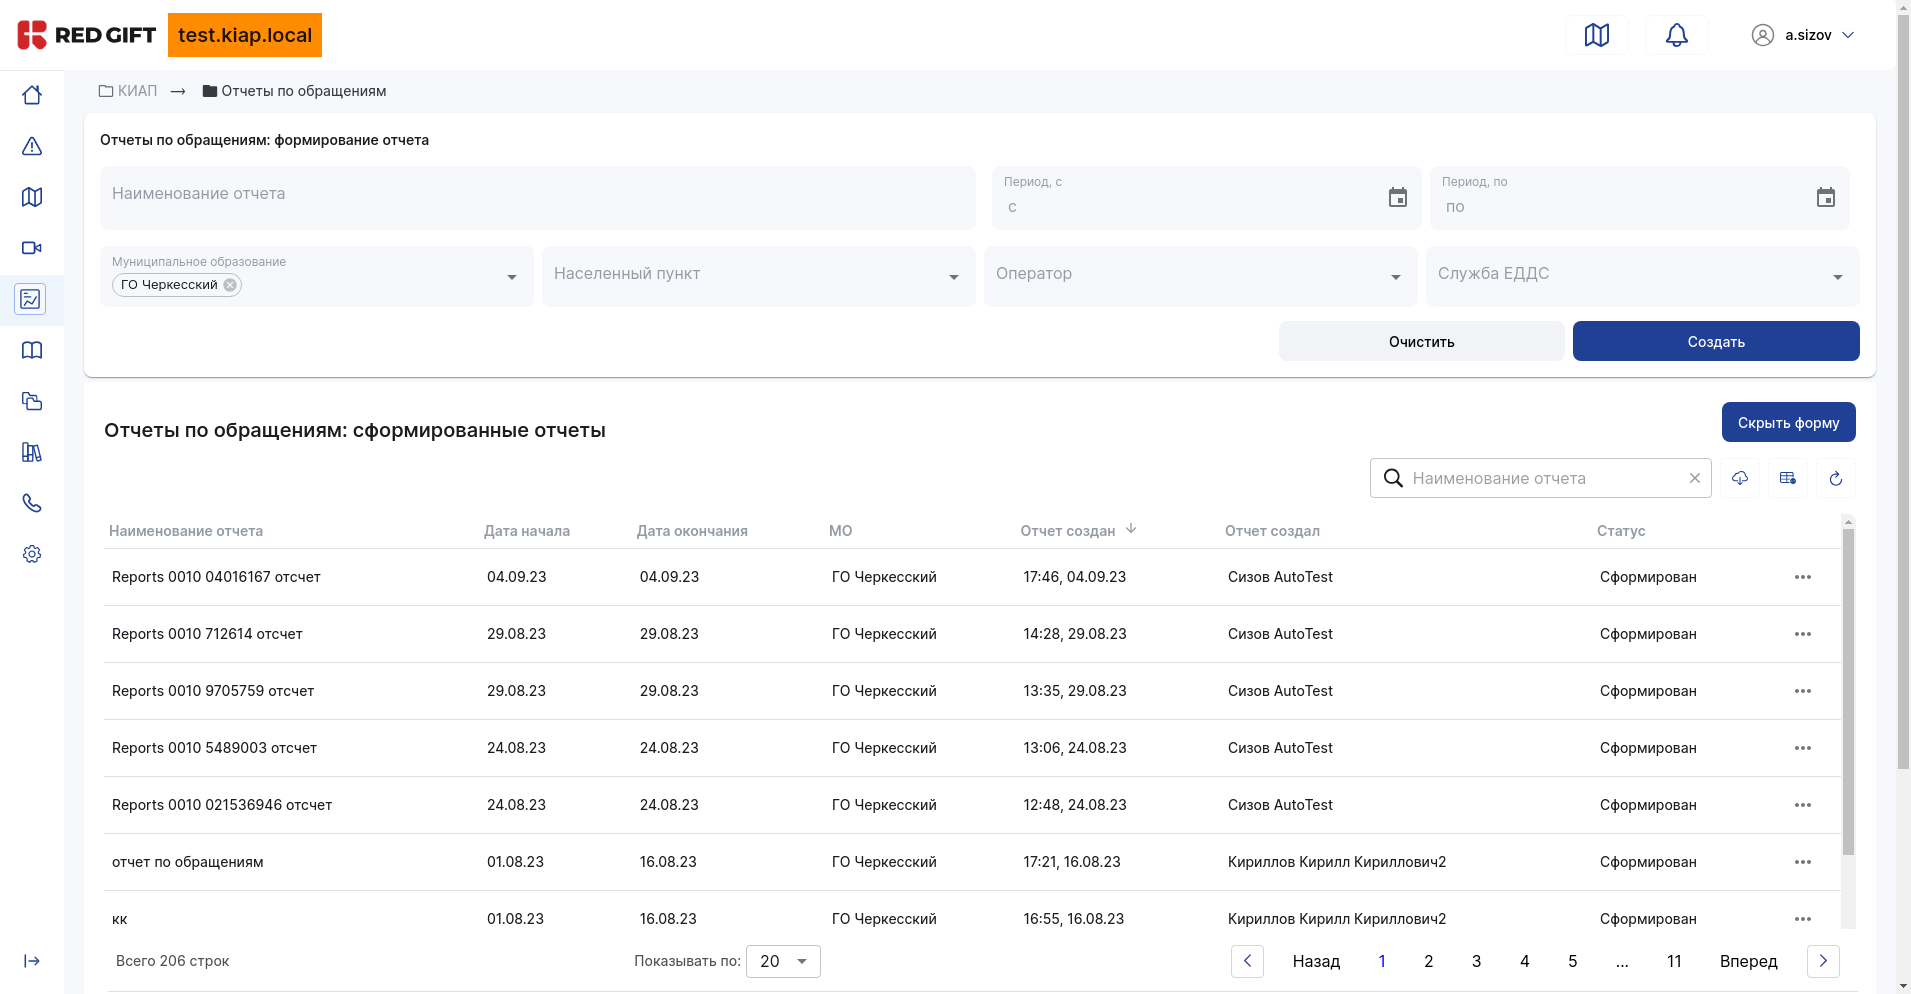 RED GIFT test.kiap.local a.sizov
КИАП → Отчеты по обращениям
Отчеты по обращениям: формирование отчета
Наименование отчета Период, с с Период, по по
Муниципальное образование
ГО Черкесский Населенный пункт Оператор Служба ЕДДС
Очистить Создать
Отчеты по обращениям: сформированные отчеты Скрыть форму
Наименование отчета
Наименование отчета Дата начала Дата окончания МО Отчет создан Отчет создал Статус
Reports 0010 04016167 отсчет 04.09.23 04.09.23 ГО Черкесский 17:46, 04.09.23 Сизов AutoTest Сформирован
Reports 0010 712614 отсчет 29.08.23 29.08.23 ГО Черкесский 14:28, 29.08.23 Сизов AutoTest Сформирован
Reports 0010 9705759 отсчет 29.08.23 29.08.23 ГО Черкесский 13:35, 29.08.23 Сизов AutoTest Сформирован
Reports 0010 5489003 отсчет 24.08.23 24.08.23 ГО Черкесский 13:06, 24.08.23 Сизов AutoTest Сформирован
Reports 0010 021536946 отсчет 24.08.23 24.08.23 ГО Черкесский 12:48, 24.08.23 Сизов AutoTest Сформирован
отчет по обращениям 01.08.23 16.08.23 ГО Черкесский 17:21, 16.08.23 Кириллов Кирилл Кириллович2 Сформирован
кк 01.08.23 16.08.23 ГО Черкесский 16:55, 16.08.23 Кириллов Кирилл Кириллович2 Сформирован
Всего 206 строк Показывать по: 20 Назад 1 2 3 4 5 ... 11 Вперед